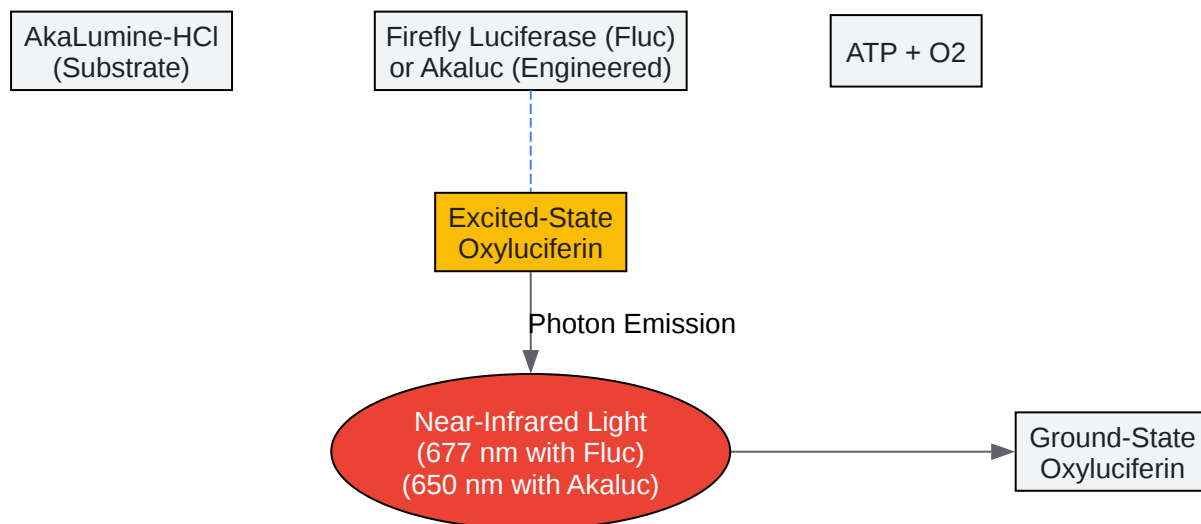 AkaLumine-HCl
(Substrate)
Firefly Luciferase (Fluc)
or Akaluc (Engineered)
ATP + O2
Excited-State
Oxyluciferin
Photon Emission
Near-Infrared Light
(677 nm with Fluc)
(650 nm with Akaluc)
Ground-State
Oxyluciferin